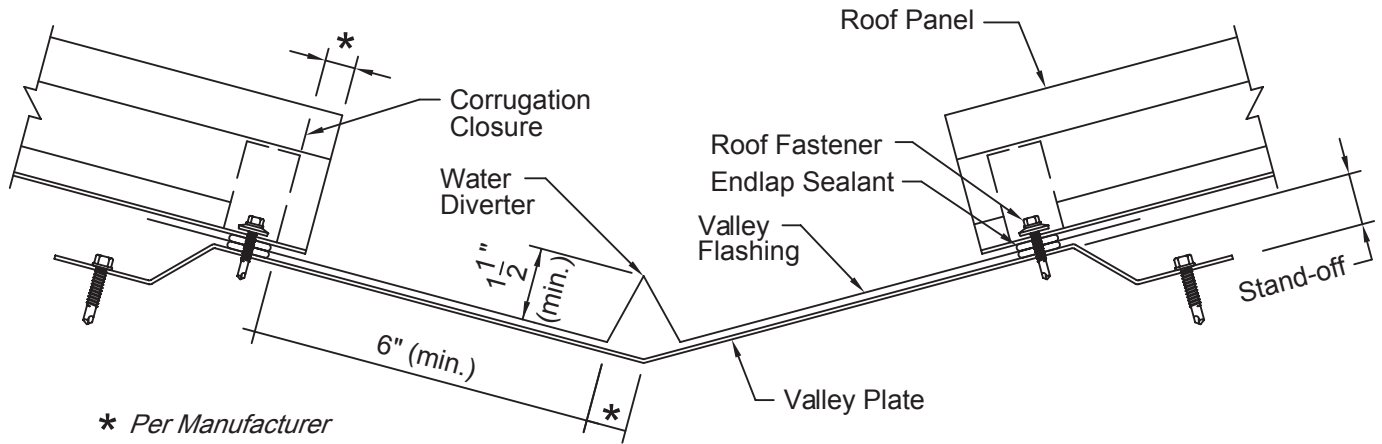 Roof Panel
*
Corrugation
Closure
Roof Fastener
Endlap Sealant
Water
Diverter
Valley
Flashing
1 1/2"
(min.)
Stand-off
6" (min.)
*
Valley Plate
* Per Manufacturer